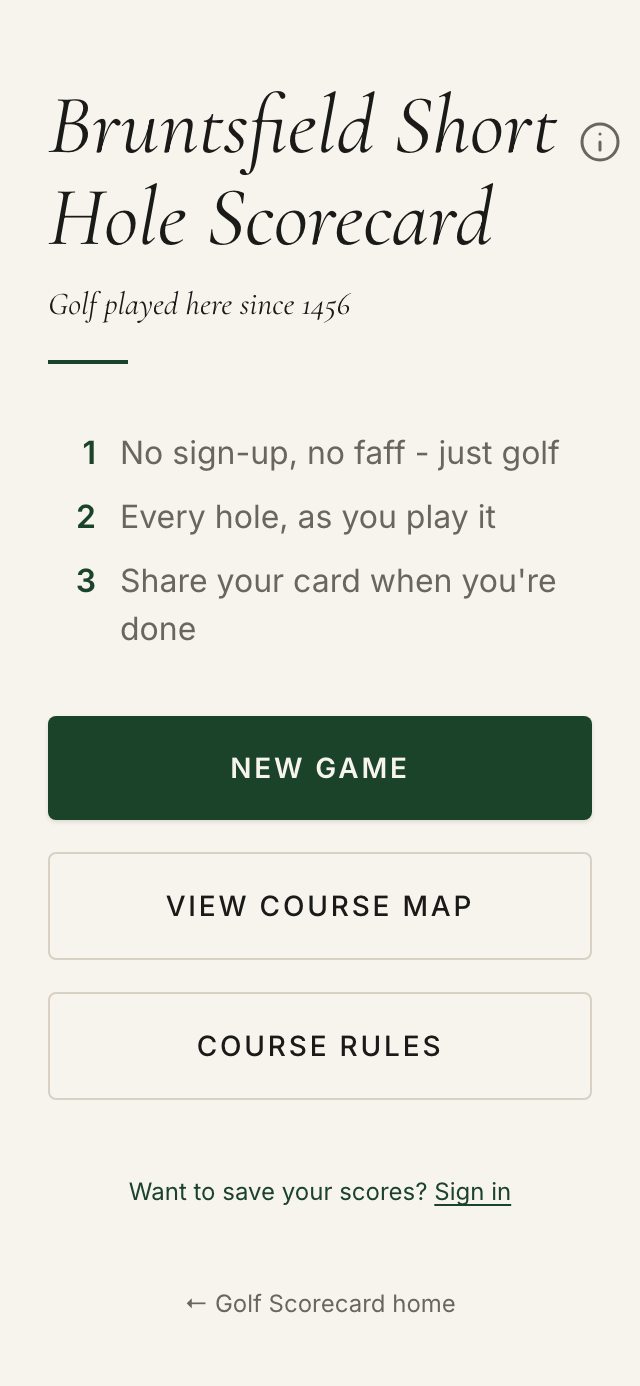 Bruntsfield Short
Hole Scorecard
Golf played here since 1456
1 No sign-up, no faff - just golf
2 Every hole, as you play it
3 Share your card when you're
done
NEW GAME
VIEW COURSE MAP
COURSE RULES
Want to save your scores? Sign in
← Golf Scorecard home